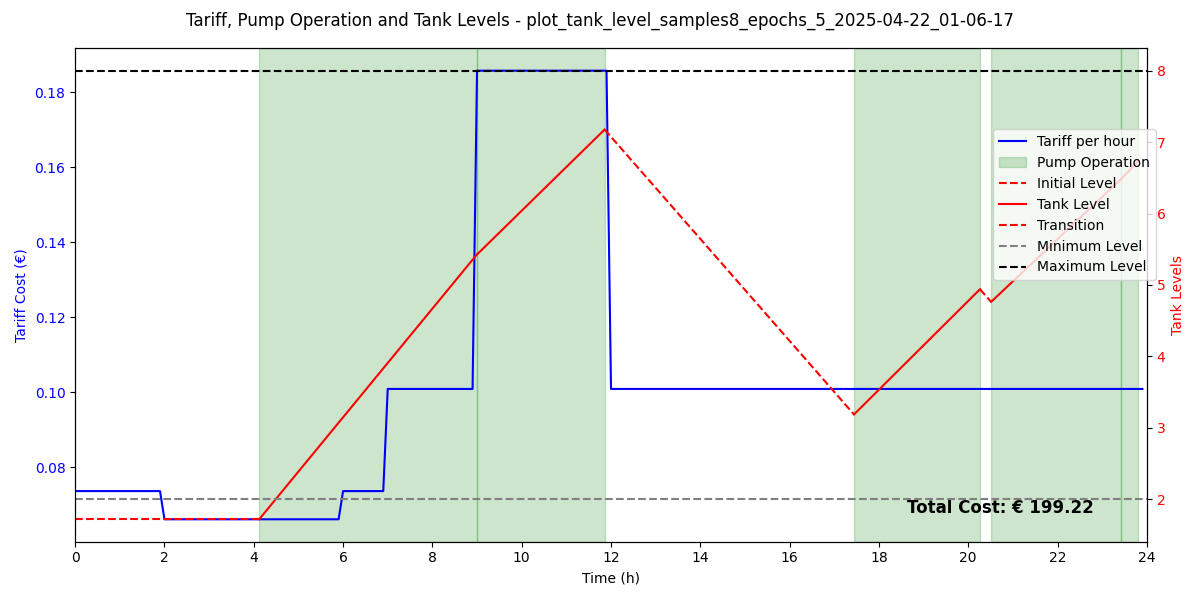 Tariff, Pump Operation and Tank Levels - plot_tank_level_samples8_epochs_5_2025-04-22_01-06-17
Tariff Cost (€)
0.18
0.16
0.14
0.12
0.10
0.08
8
7
6
5
4
3
2
Tank Levels
Tariff per hour
Pump Operation
Initial Level
Tank Level
Transition
Minimum Level
Maximum Level
Total Cost: € 199.22
0 2 4 6 8 10 12 14 16 18 20 22 24
Time (h)